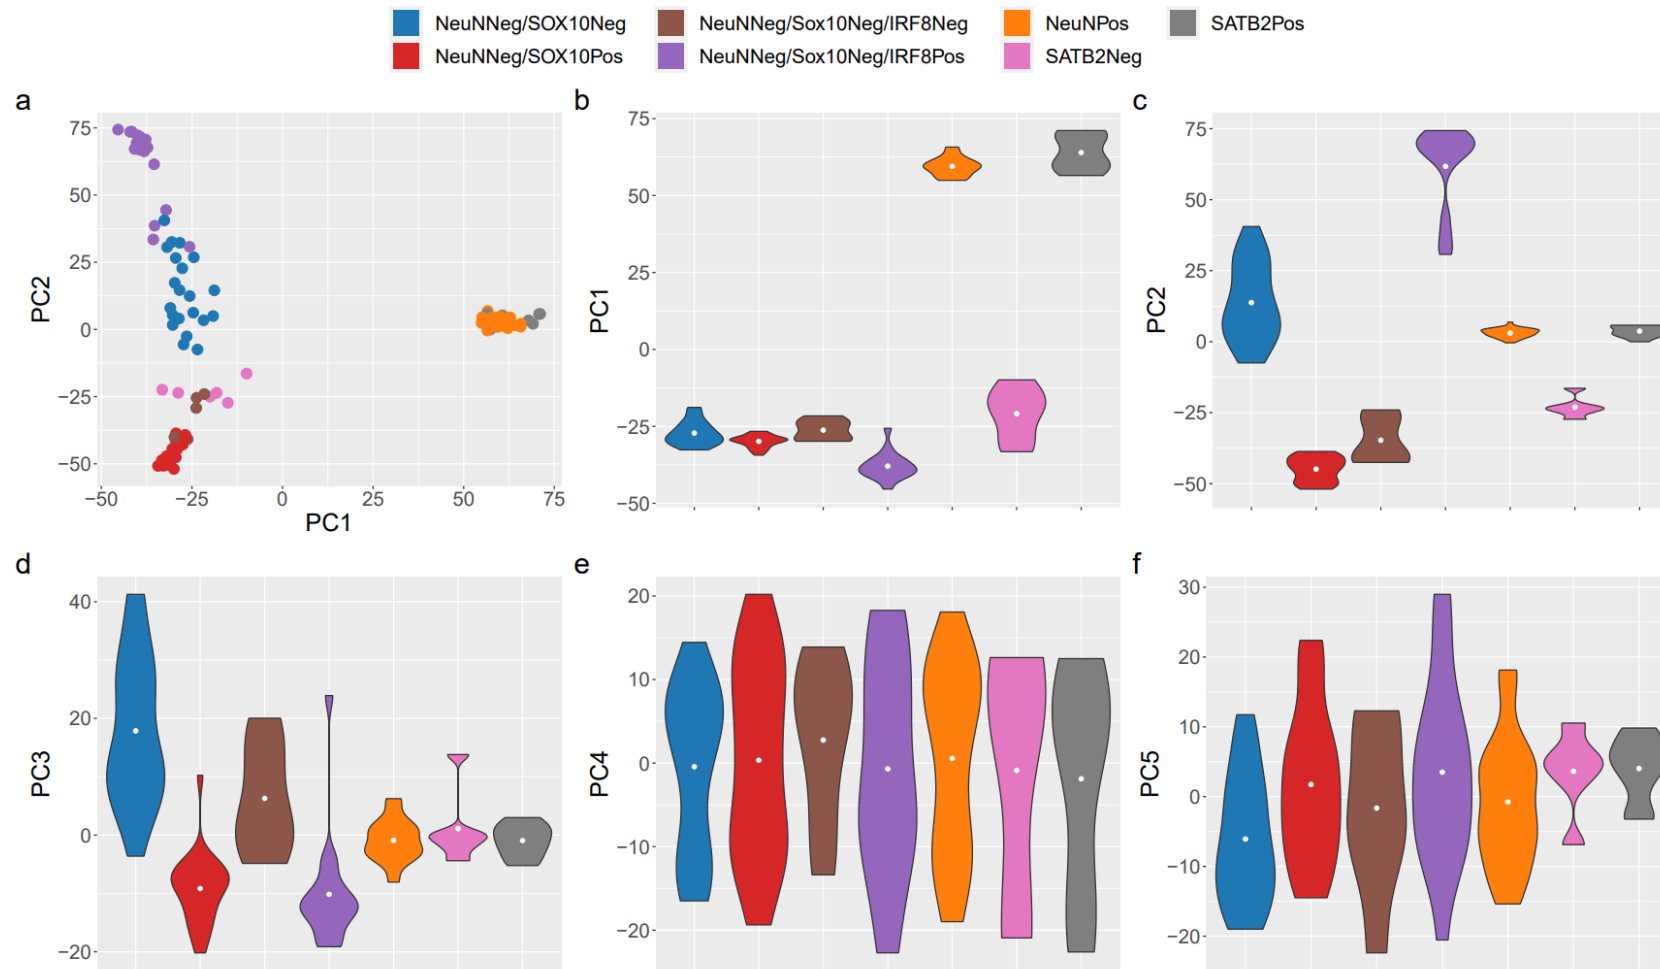 NeuNNeg/SOX10Neg NeuNNeg/Sox10Neg/IRF8Neg NeuNPos SATB2Pos
NeuNNeg/SOX10Pos NeuNNeg/Sox10Neg/IRF8Pos SATB2Neg
a
75
50
25
0
−25
−50
PC2
−50 −25 0 25 50 75
PC1
b
75
50
25
0
−25
−50
PC1
c
75
50
25
0
−25
−50
PC2
d
40
20
0
−20
PC3
e
20
10
0
−10
−20
PC4
f
30
20
10
0
−10
−20
PC5